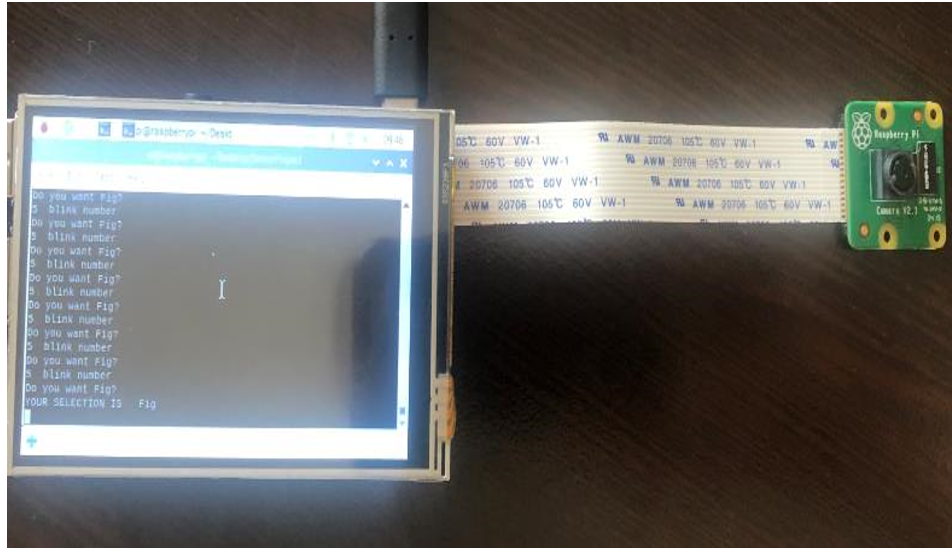 pi@raspberrypi: ~/Deskt
09:46
Do you want Fig?
5 blink number
Do you want Fig?
5 blink number
Do you want Fig?
5 blink number
Do you want Fig?
5 blink number
Do you want Fig?
5 blink number
Do you want Fig?
5 blink number
Do you want Fig?
5 blink number
Do you want Fig?
YOUR SELECTION IS Fig
05℃ 60V VW-1 AWM 20706 105℃ 60V VW-1 AW
06 105℃ 60V VW-1 AWM 20706 105℃ 60V VW-1
20706 105℃ 60V VW-1 AWM 20706 105℃ 60V VW-1
AWM 20706 105℃ 60V VW-1 AWM 20706 105℃ 60V VW-1
Raspberry Pi
Camera V2.1